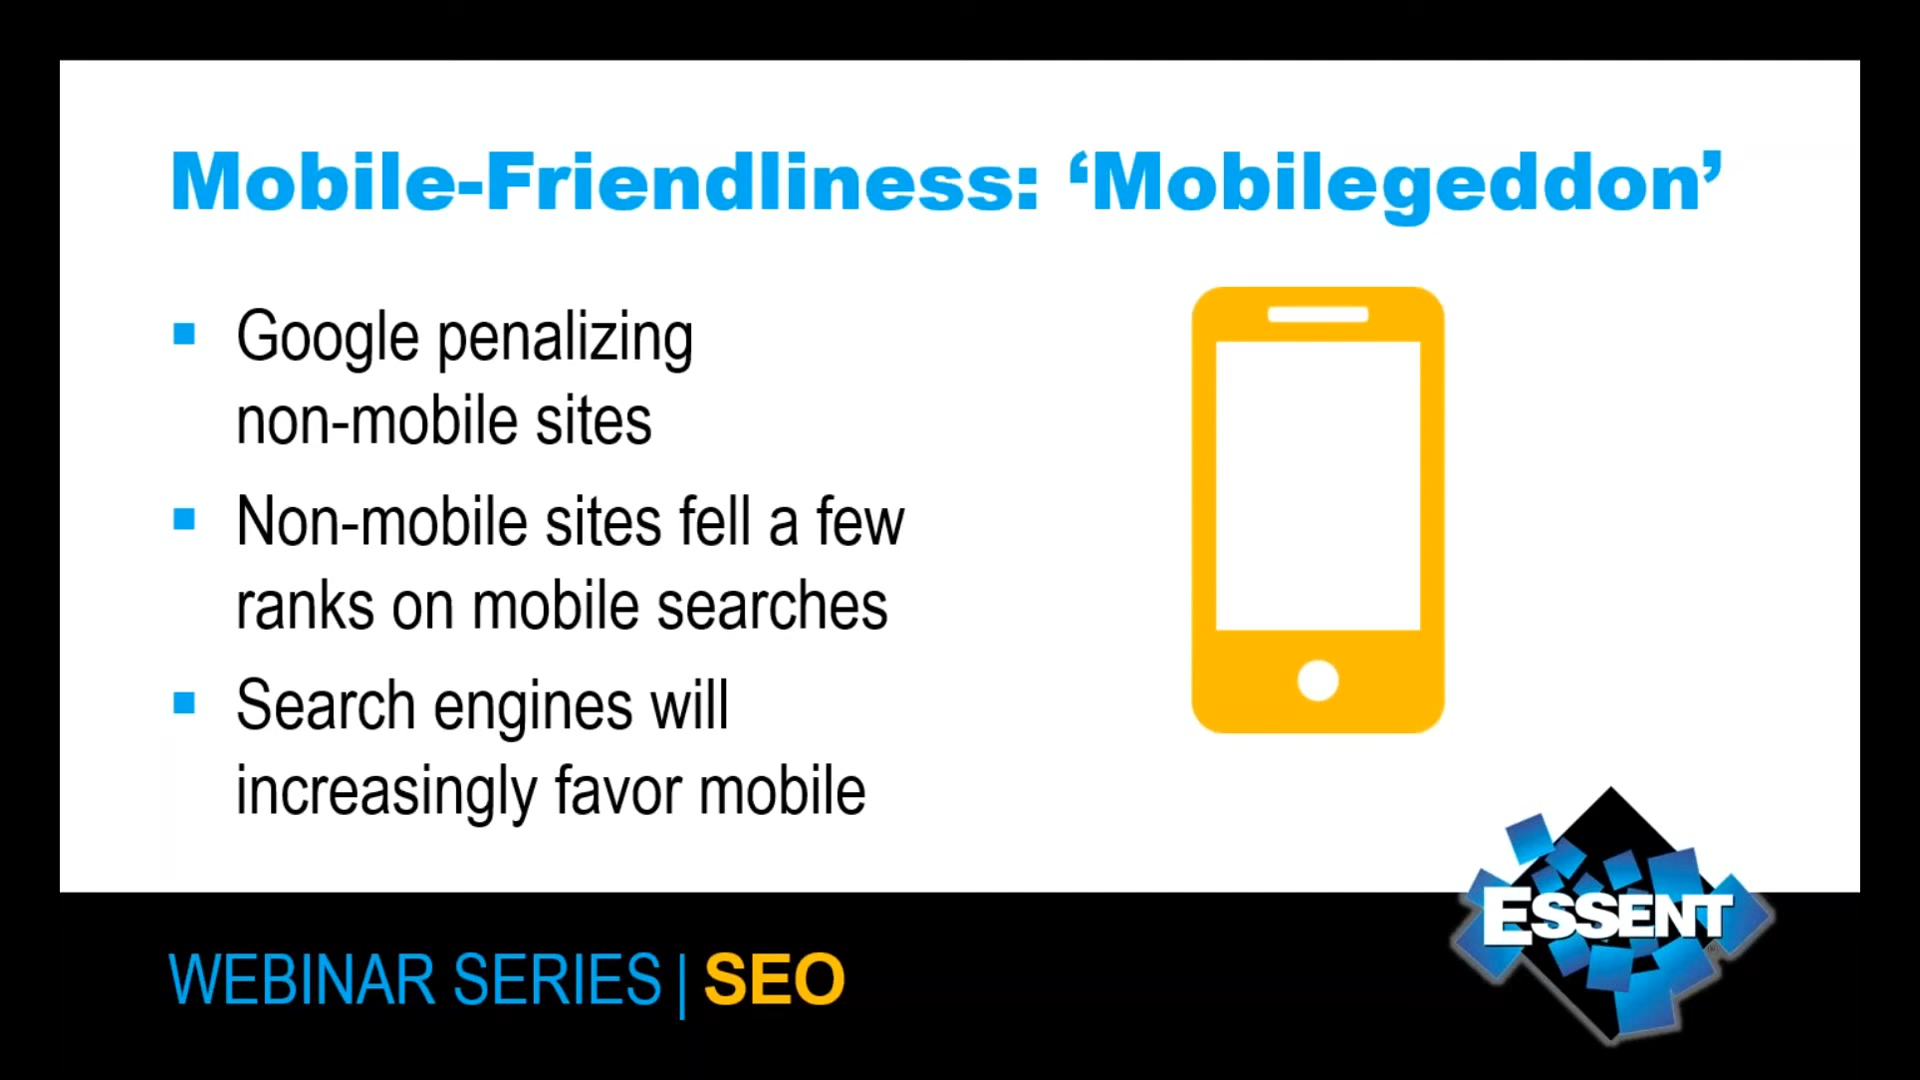 Mobile-Friendliness: ‘Mobilegeddon’
Google penalizing
non-mobile sites
Non-mobile sites fell a few
ranks on mobile searches
Search engines will
increasingly favor mobile
ESSENT
WEBINAR SERIES | SEO